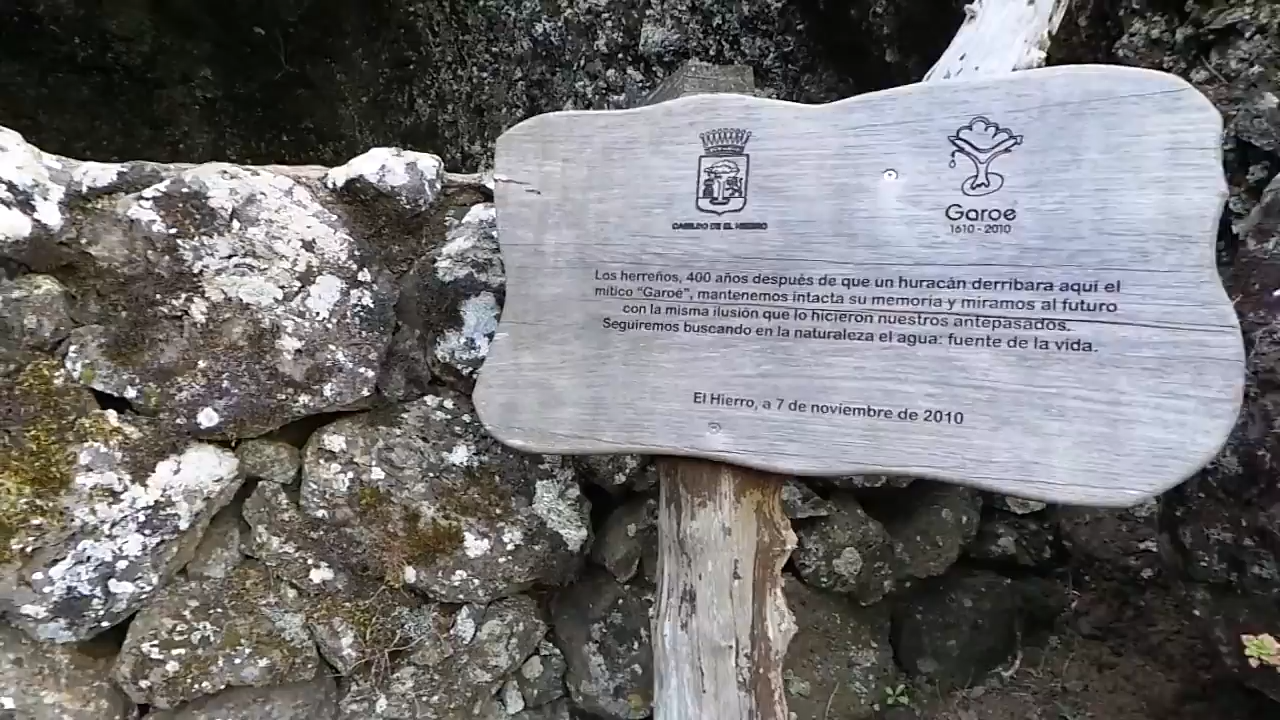 CABILDO DE EL HIERRO
Garoe
1610 - 2010
Los herreños, 400 años después de que un huracán derribara aquí el
mítico "Garoé", mantenemos intacta su memoria y miramos al futuro
con la misma ilusión que lo hicieron nuestros antepasados.
Seguiremos buscando en la naturaleza el agua: fuente de la vida.
El Hierro, a 7 de noviembre de 2010